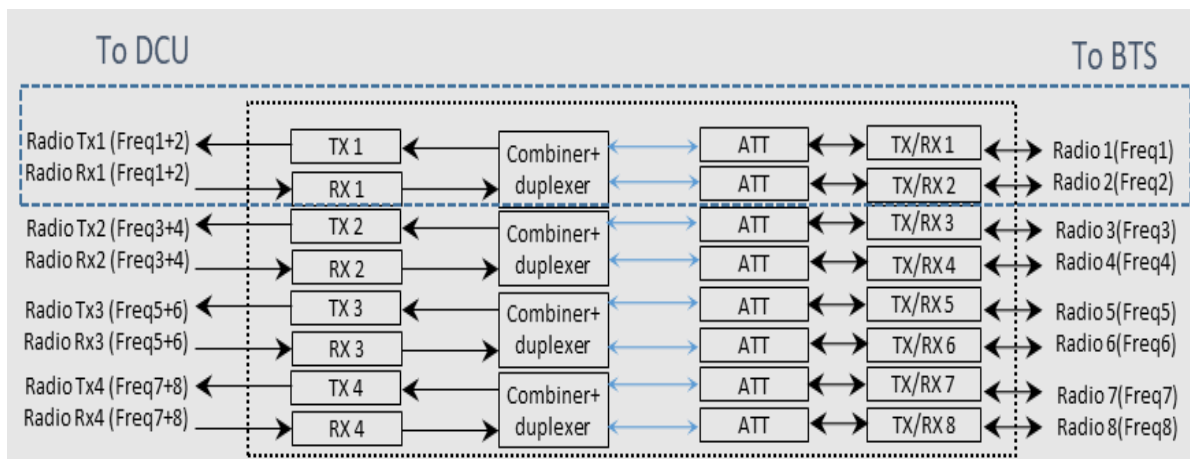 To DCU
To BTS
Radio Tx1 (Freq1+2)
TX 1
Combiner+
duplexer
ATT
TX/RX 1
Radio 1(Freq1)
Radio Rx1 (Freq1+2)
RX 1
ATT
TX/RX 2
Radio 2(Freq2)
Radio Tx2 (Freq3+4)
TX 2
Combiner+
duplexer
ATT
TX/RX 3
Radio 3(Freq3)
Radio Rx2 (Freq3+4)
RX 2
ATT
TX/RX 4
Radio 4(Freq4)
Radio Tx3 (Freq5+6)
TX 3
Combiner+
duplexer
ATT
TX/RX 5
Radio 5(Freq5)
Radio Rx3 (Freq5+6)
RX 3
ATT
TX/RX 6
Radio 6(Freq6)
Radio Tx4 (Freq7+8)
TX 4
Combiner+
duplexer
ATT
TX/RX 7
Radio 7(Freq7)
Radio Rx4 (Freq7+8)
RX 4
ATT
TX/RX 8
Radio 8(Freq8)